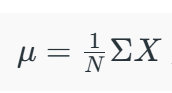 μ = 1/N ΣX